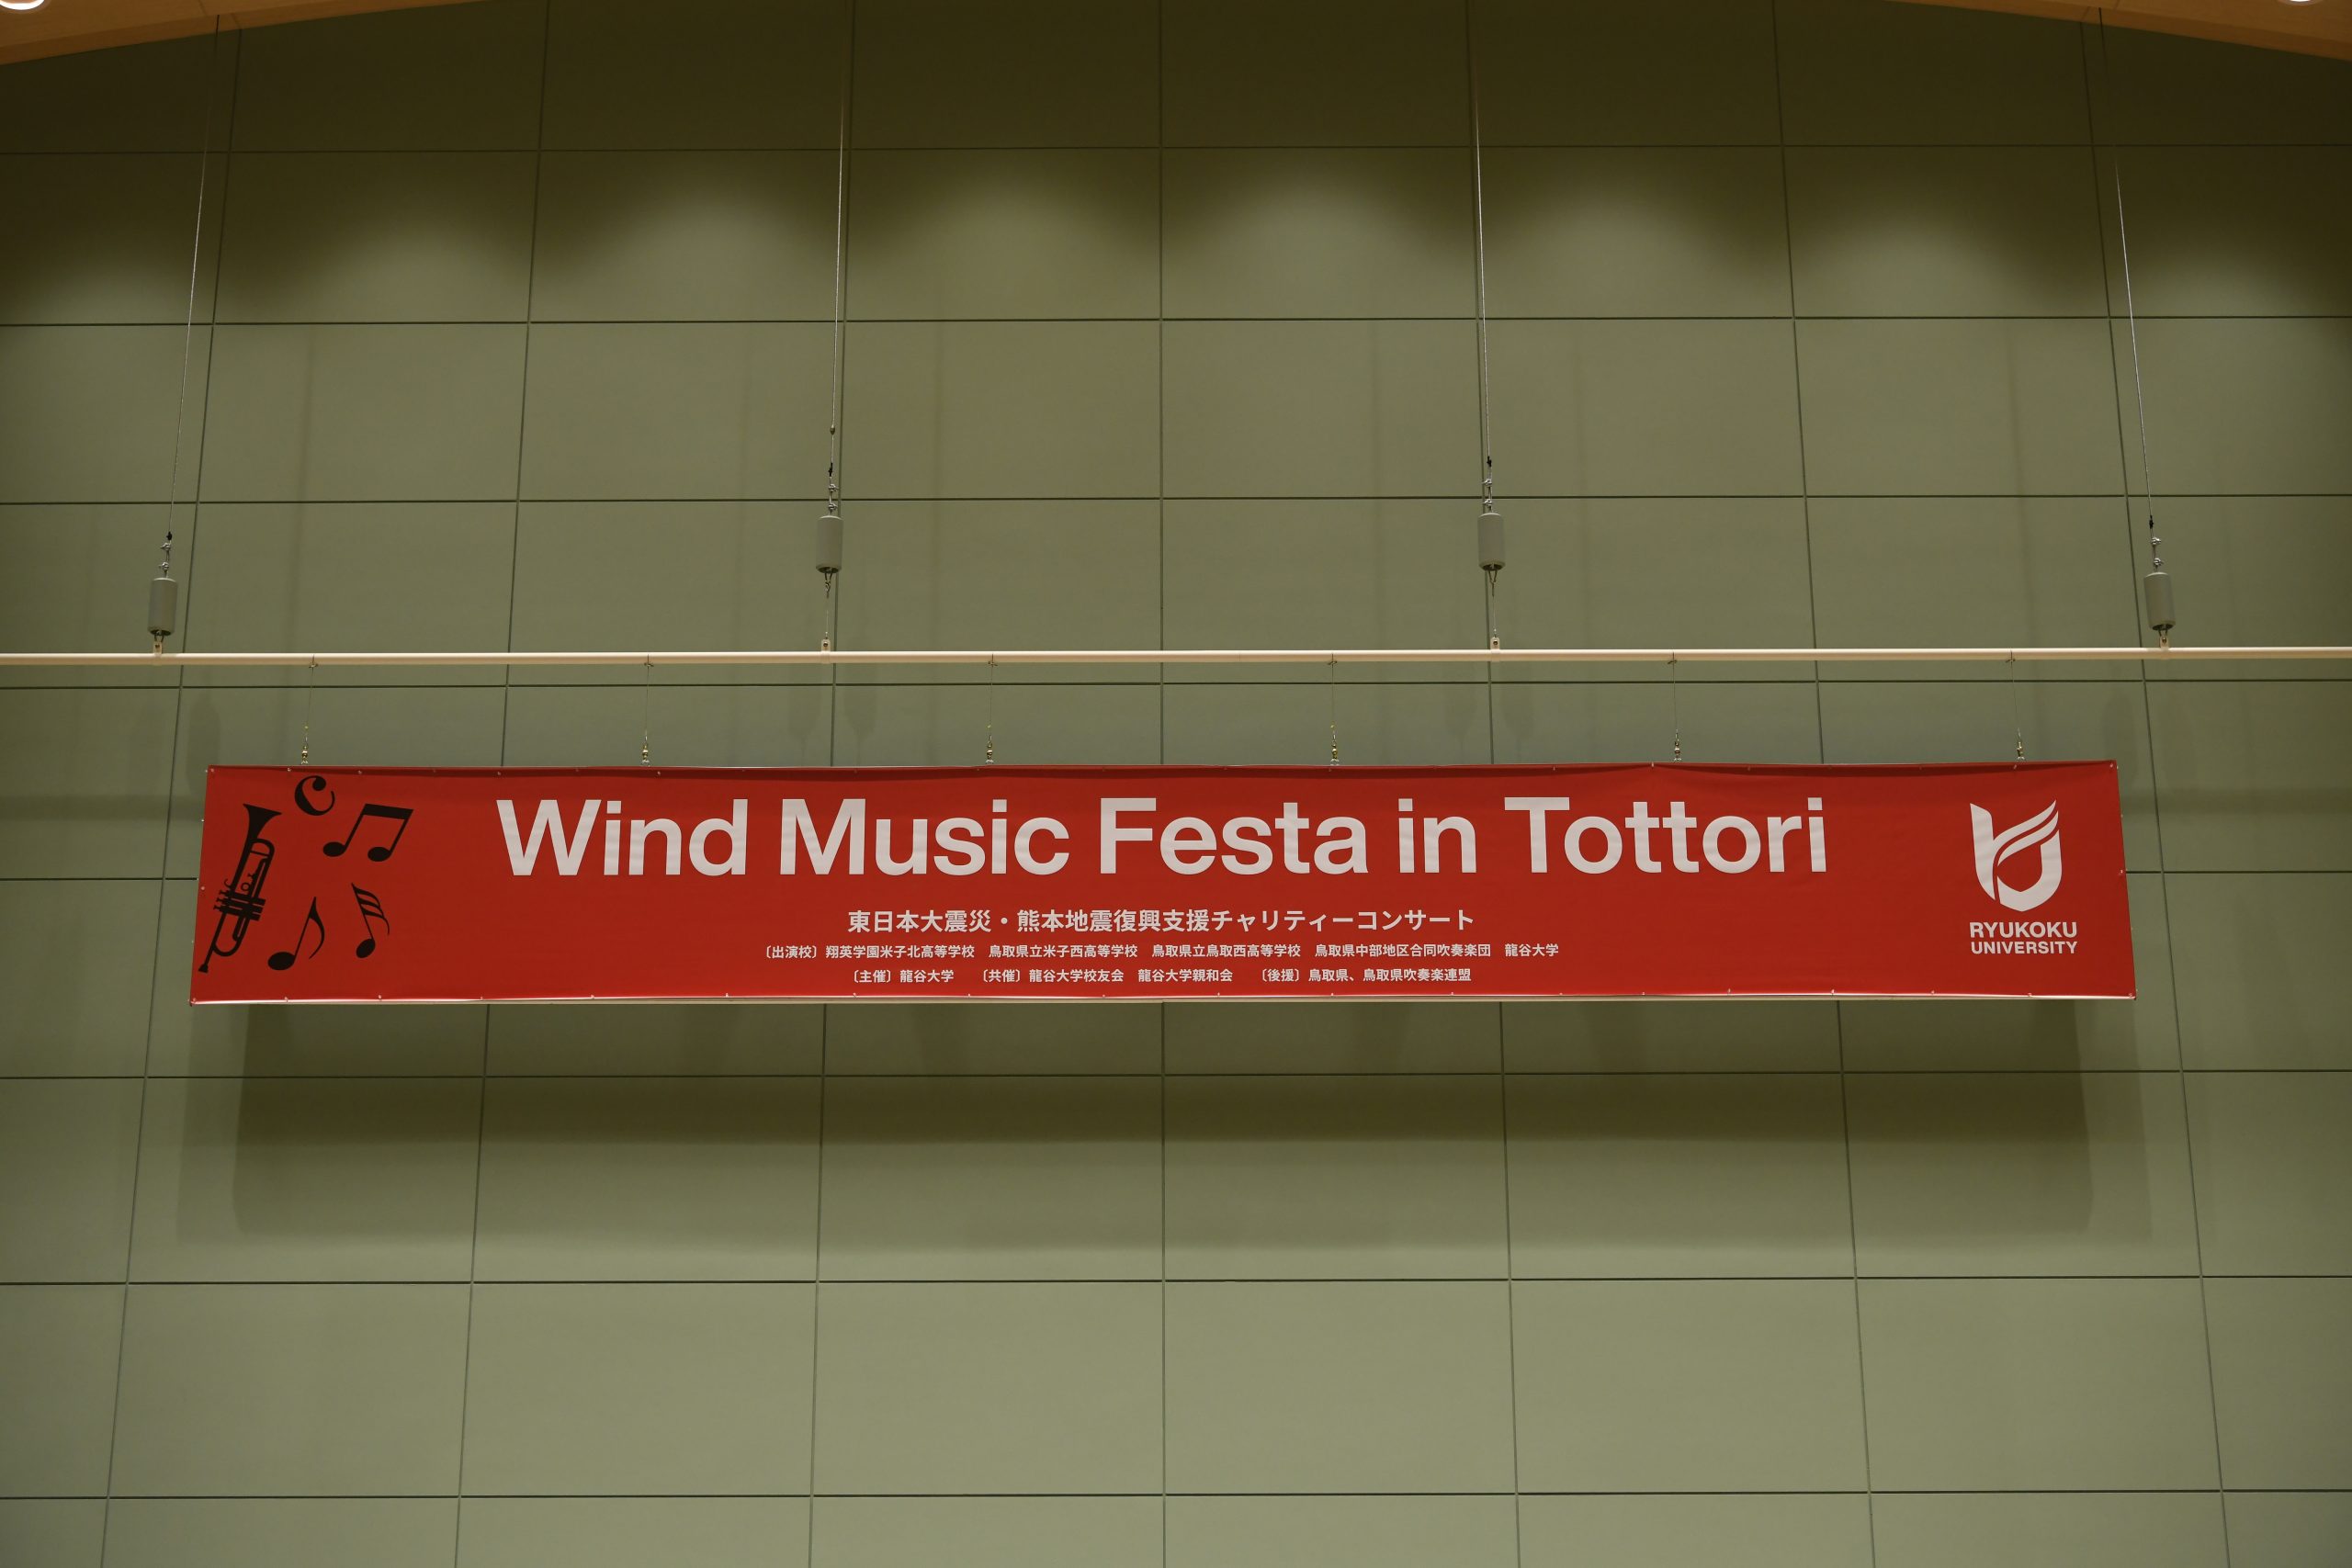 Wind Music Festa in Tottori
東日本大震災・熊本地震復興支援チャリティーコンサート
〔出演校〕翔英学園米子北高等学校　鳥取県立米子西高等学校　鳥取県立鳥取西高等学校　鳥取県中部地区合同吹奏楽団　龍谷大学
〔主催〕龍谷大学　〔共催〕龍谷大学校友会　龍谷大学親和会　〔後援〕鳥取県、鳥取県吹奏楽連盟
RYUKOKU
UNIVERSITY